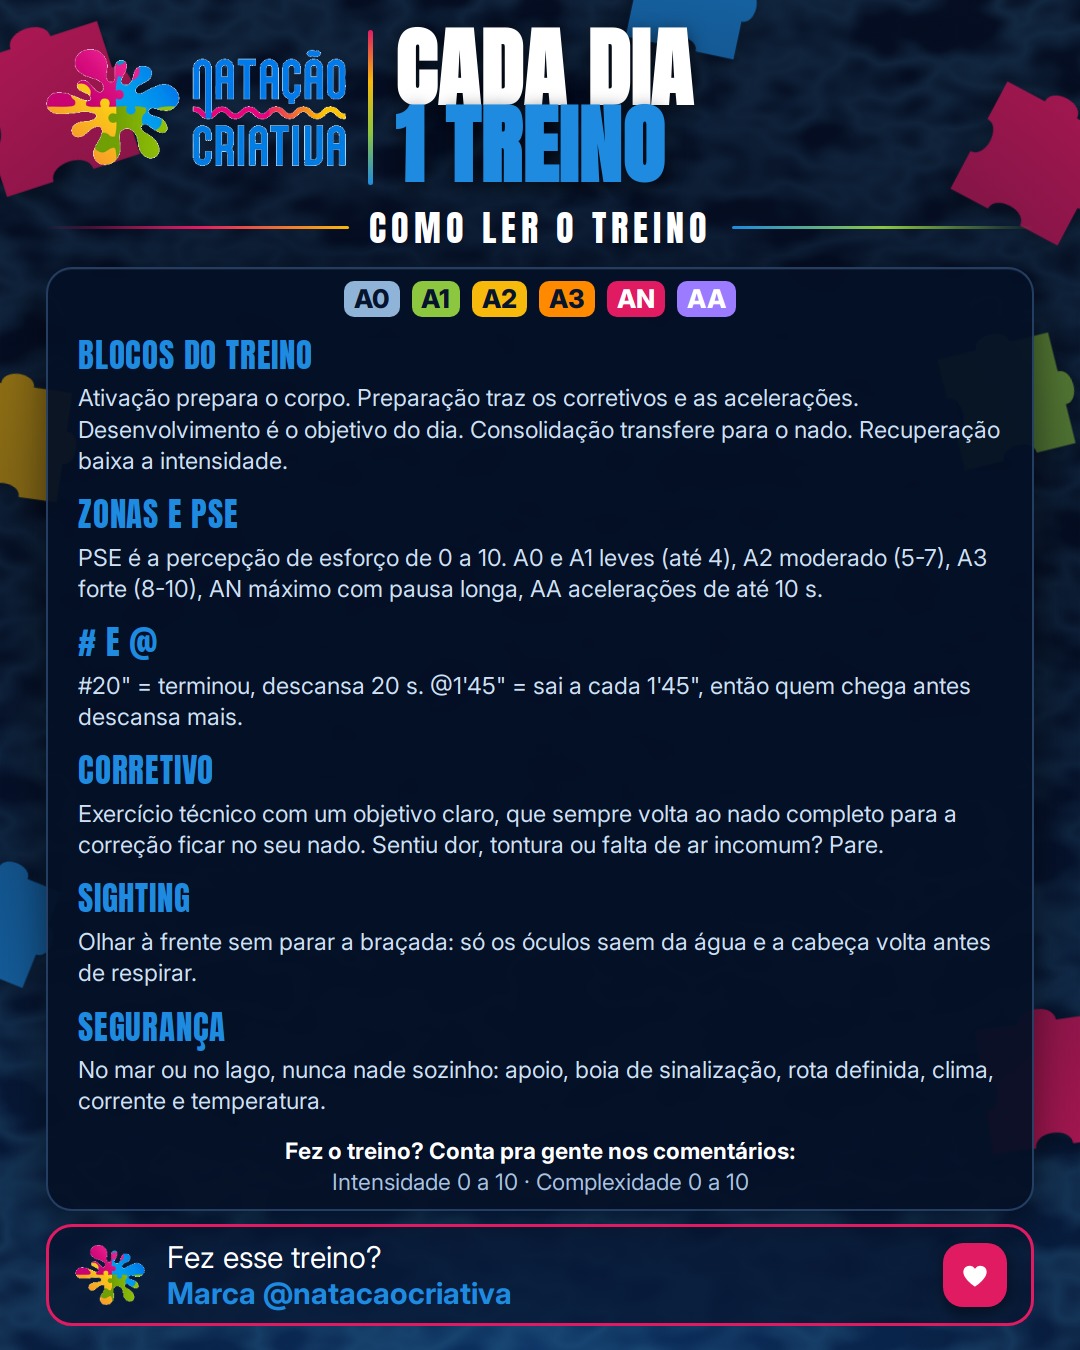 NATAÇÃO
CRIATIVA
CADA DIA
1 TREINO
COMO LER O TREINO
A0 A1 A2 A3 AN AA
BLOCOS DO TREINO
Ativação prepara o corpo. Preparação traz os corretivos e as acelerações.
Desenvolvimento é o objetivo do dia. Consolidação transfere para o nado. Recuperação
baixa a intensidade.
ZONAS E PSE
PSE é a percepção de esforço de 0 a 10. A0 e A1 leves (até 4), A2 moderado (5-7), A3
forte (8-10), AN máximo com pausa longa, AA acelerações de até 10 s.
# E @
#20" = terminou, descansa 20 s. @1'45" = sai a cada 1'45", então quem chega antes
descansa mais.
CORRETIVO
Exercício técnico com um objetivo claro, que sempre volta ao nado completo para a
correção ficar no seu nado. Sentiu dor, tontura ou falta de ar incomum? Pare.
SIGHTING
Olhar à frente sem parar a braçada: só os óculos saem da água e a cabeça volta antes
de respirar.
SEGURANÇA
No mar ou no lago, nunca nade sozinho: apoio, boia de sinalização, rota definida, clima,
corrente e temperatura.
Fez o treino? Conta pra gente nos comentários:
Intensidade 0 a 10 · Complexidade 0 a 10
Fez esse treino?
Marca @natacaocriativa